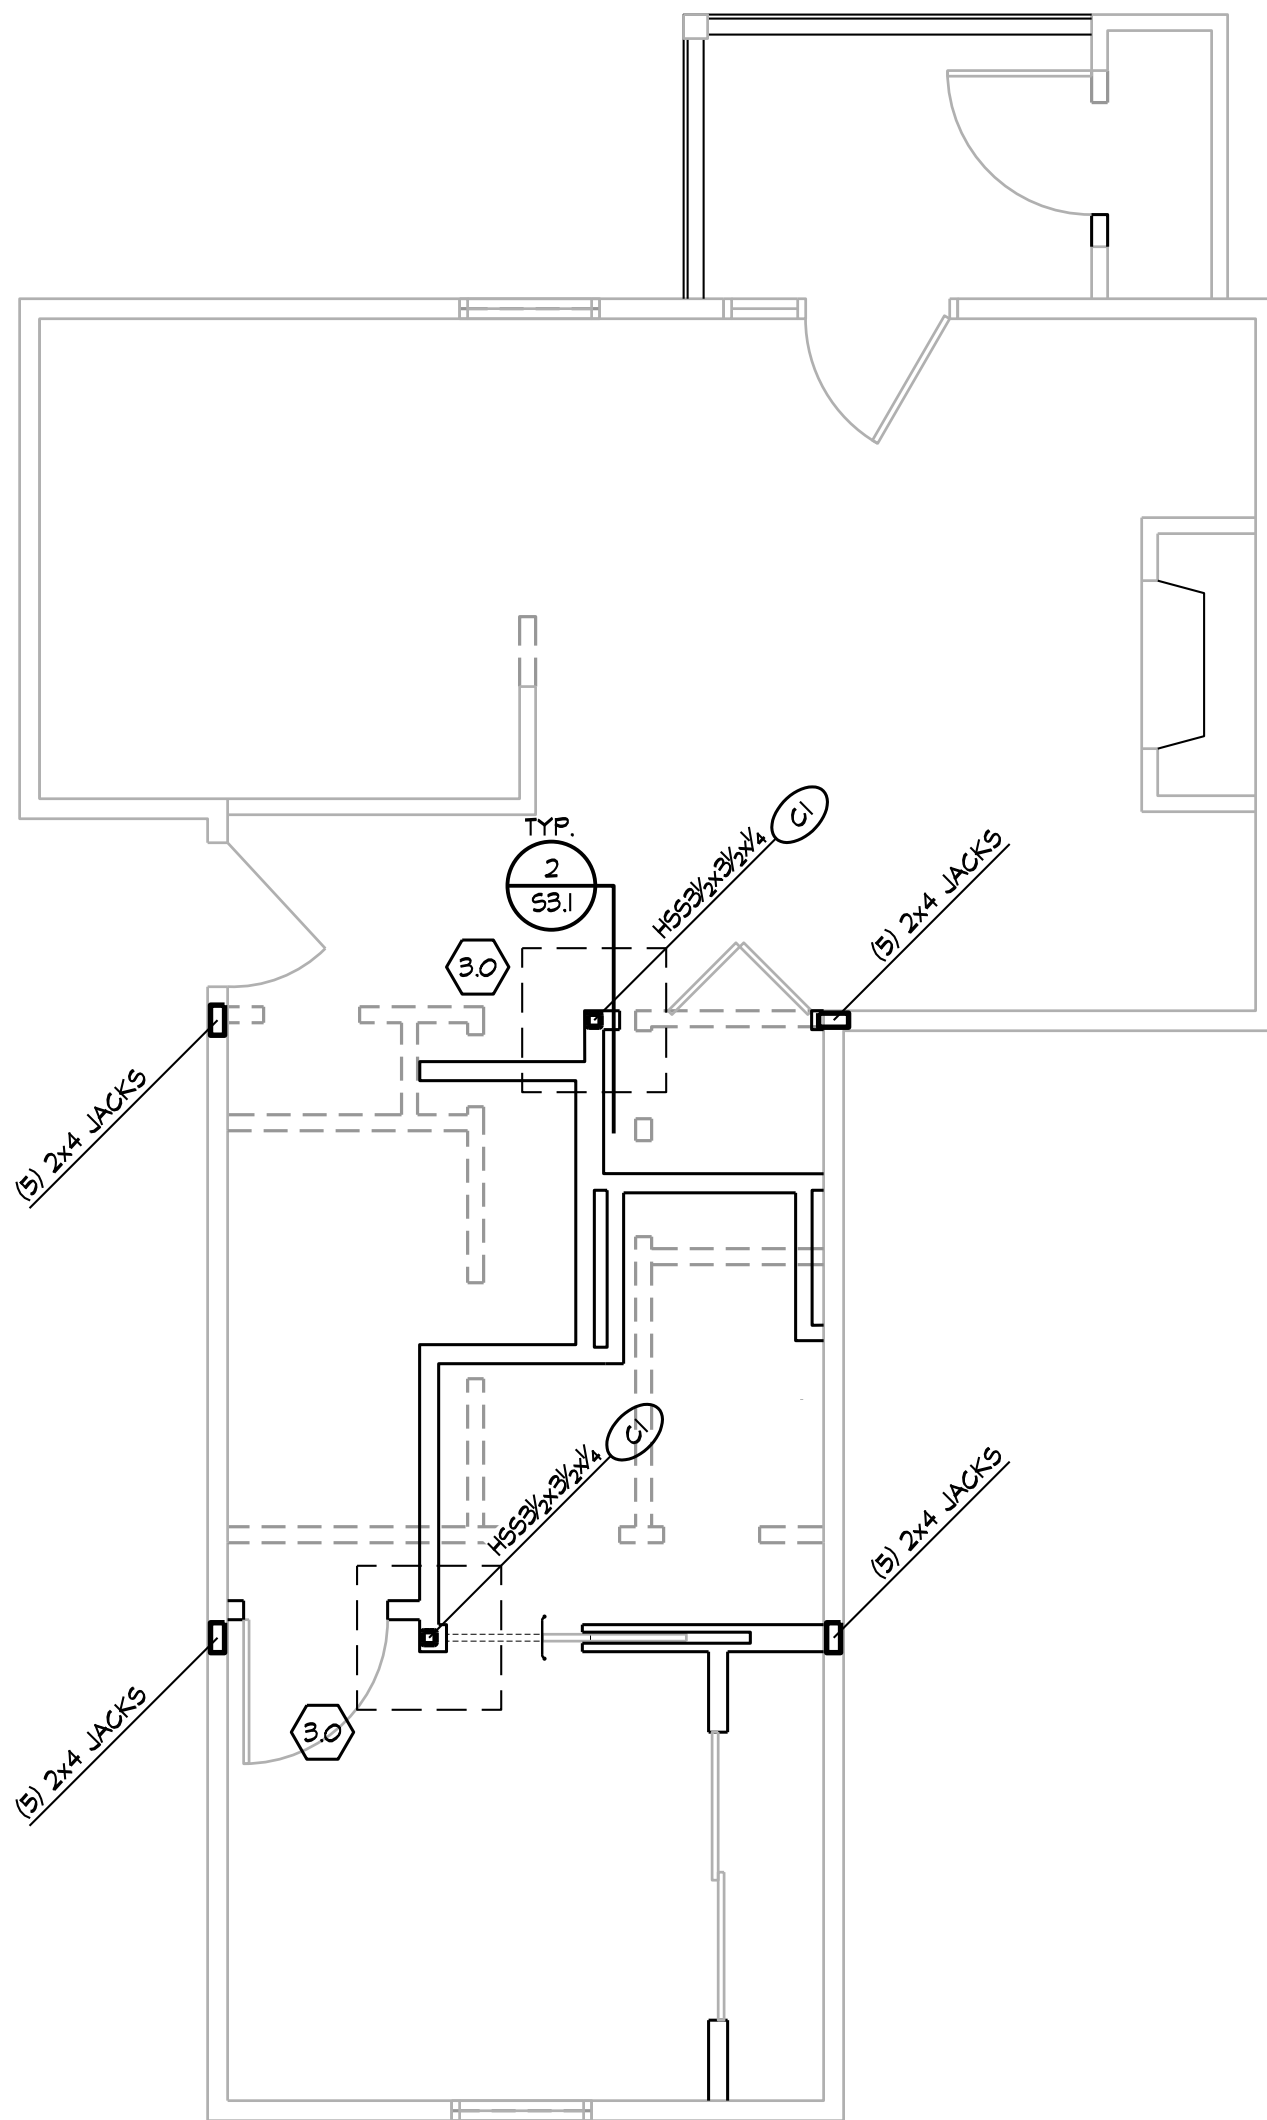 TYP.
2
S3.1
HSS3½x3½x¼
C1
(5) 2x4 JACKS
3.0
(5) 2x4 JACKS
HSS3½x3½x¼
C1
(5) 2x4 JACKS
3.0
(5) 2x4 JACKS